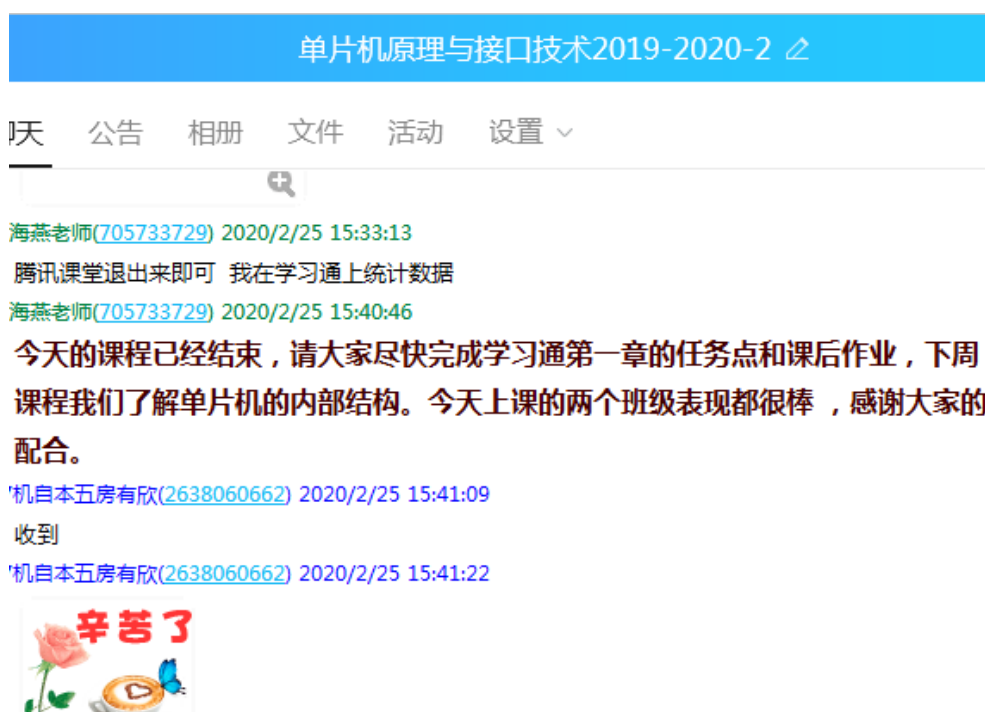 单片机原理与接口技术2019-2020-2
聊天 公告 相册 文件 活动 设置
海燕老师(705733729) 2020/2/25 15:33:13
腾讯课堂退出来即可 我在学习通上统计数据
海燕老师(705733729) 2020/2/25 15:40:46
今天的课程已经结束，请大家尽快完成学习通第一章的任务点和课后作业，下周
课程我们了解单片机的内部结构。今天上课的两个班级表现都很棒 ，感谢大家的
配合。
机自本五房有欣(2638060662) 2020/2/25 15:41:09
收到
机自本五房有欣(2638060662) 2020/2/25 15:41:22
辛苦了